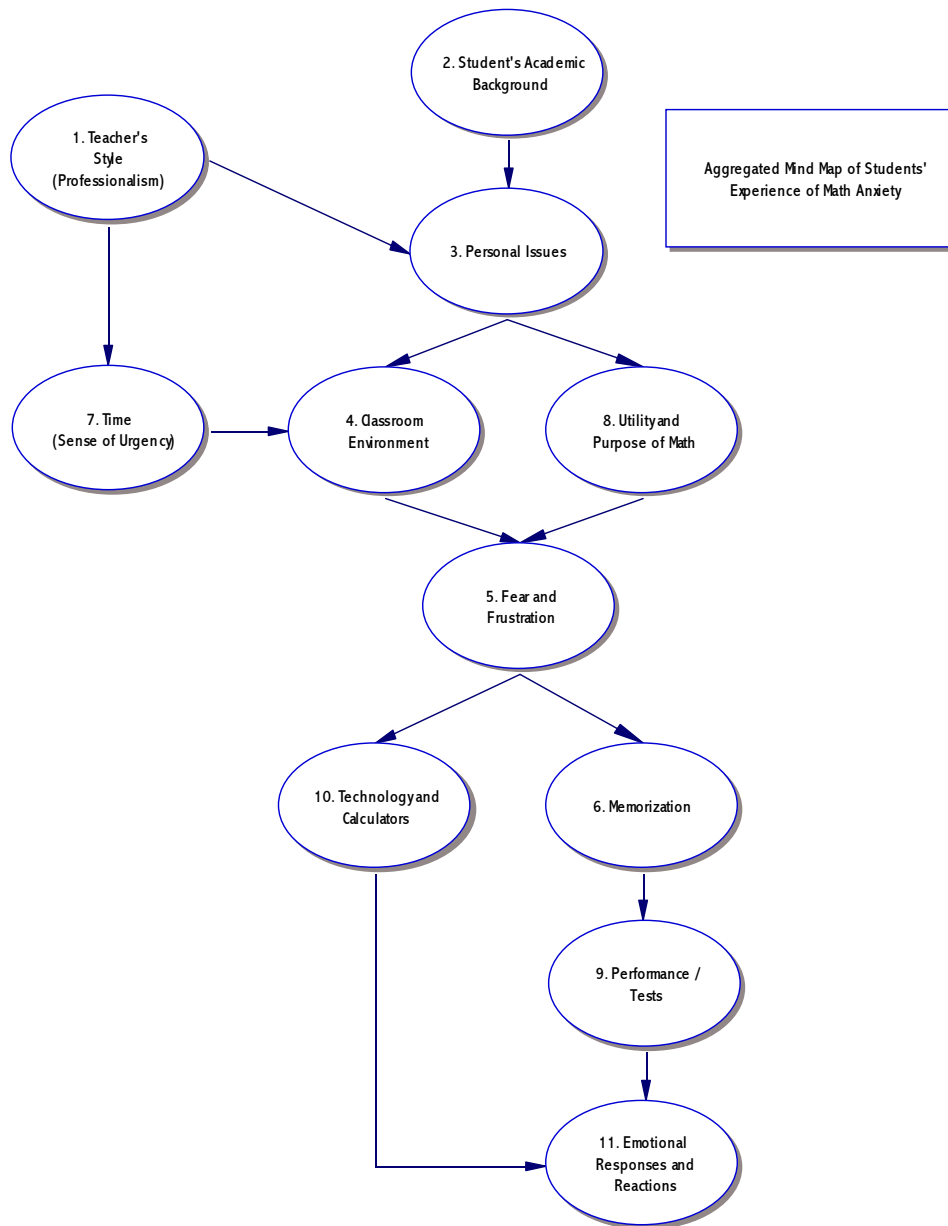 2. Student's Academic
Background
1. Teacher's
Style
(Professionalism)
Aggregated Mind Map of Students'
Experience of Math Anxiety
3. Personal Issues
7. Time
(Sense of Urgency)
4. Classroom
Environment
8. Utility and
Purpose of Math
5. Fear and
Frustration
10. Technology and
Calculators
6. Memorization
9. Performance /
Tests
11. Emotional
Responses and
Reactions